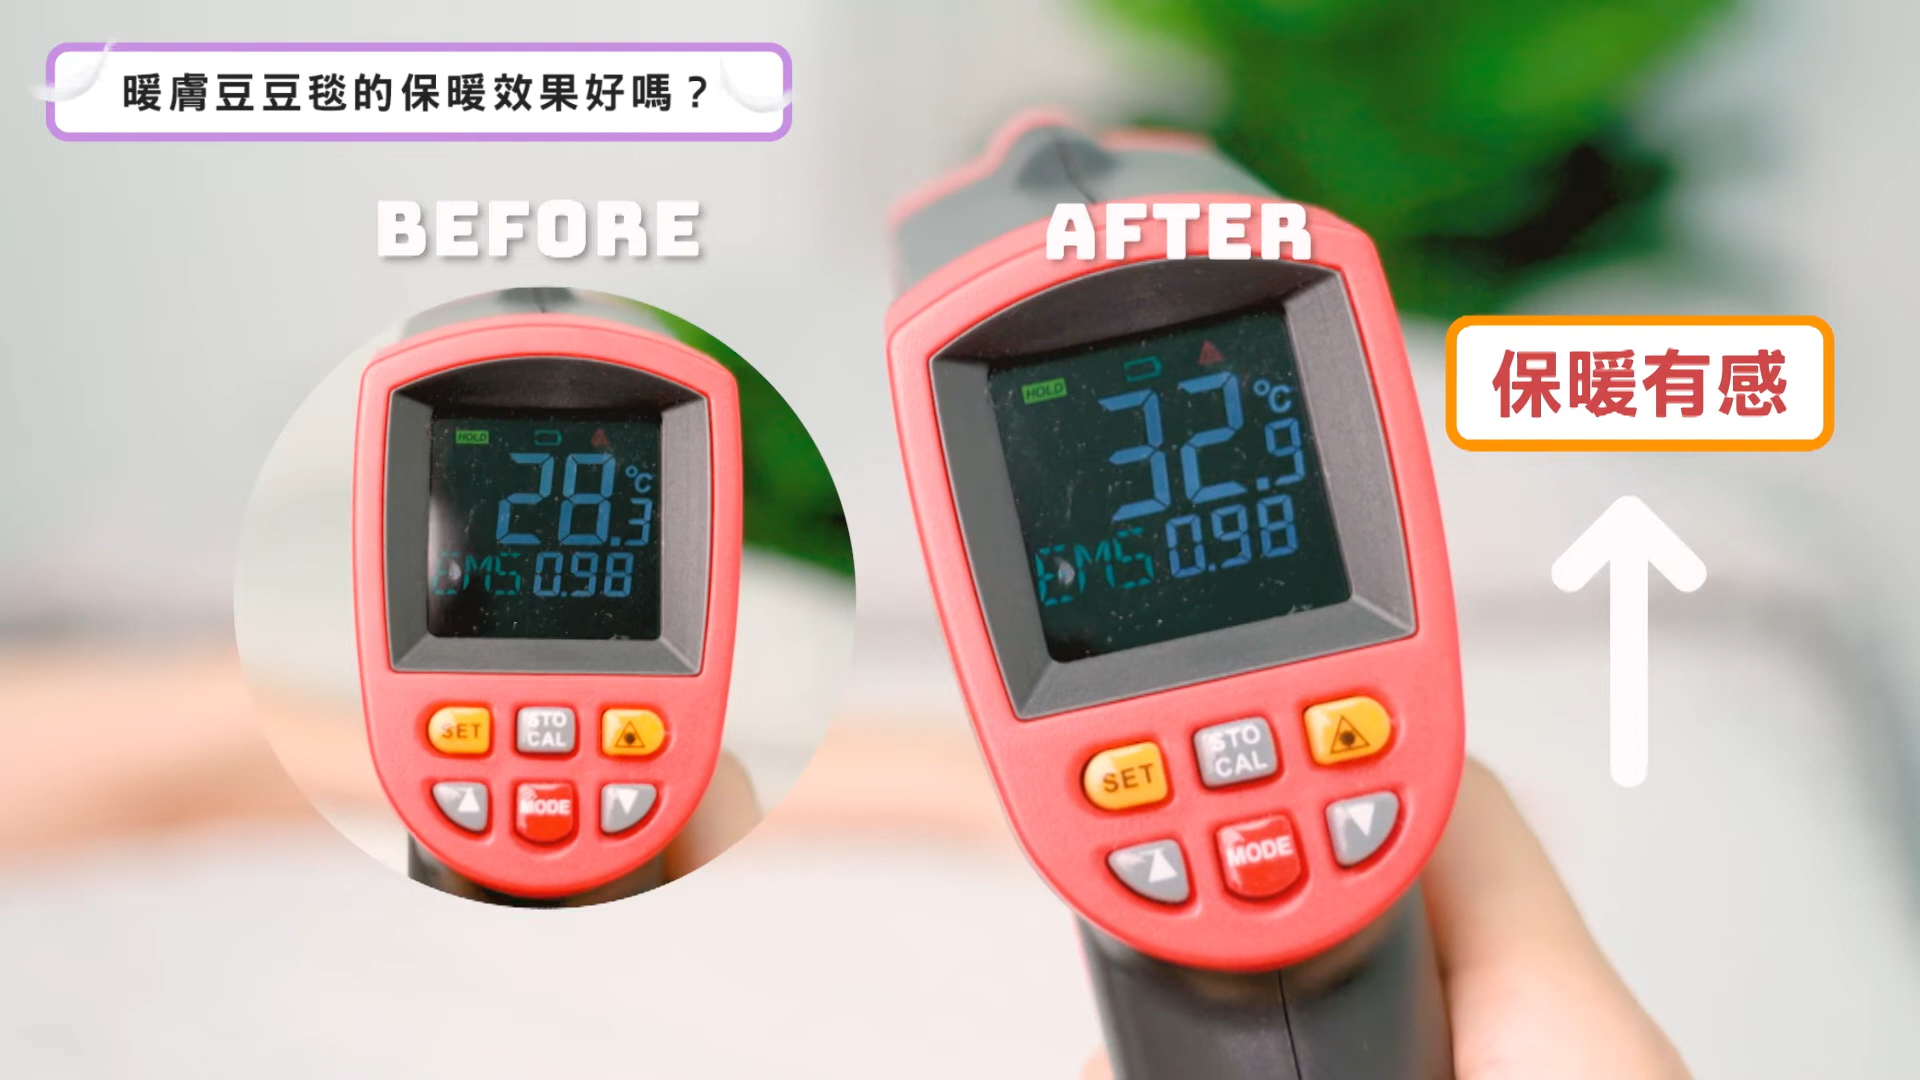 暖膚豆豆毯的保暖效果好嗎？
BEFORE
AFTER
保暖有感
HOLD
28.3 °C
EMS 0.98
SET
STO
CAL
MODE
HOLD
32.9 °C
EMS 0.98
SET
STO
CAL
MODE